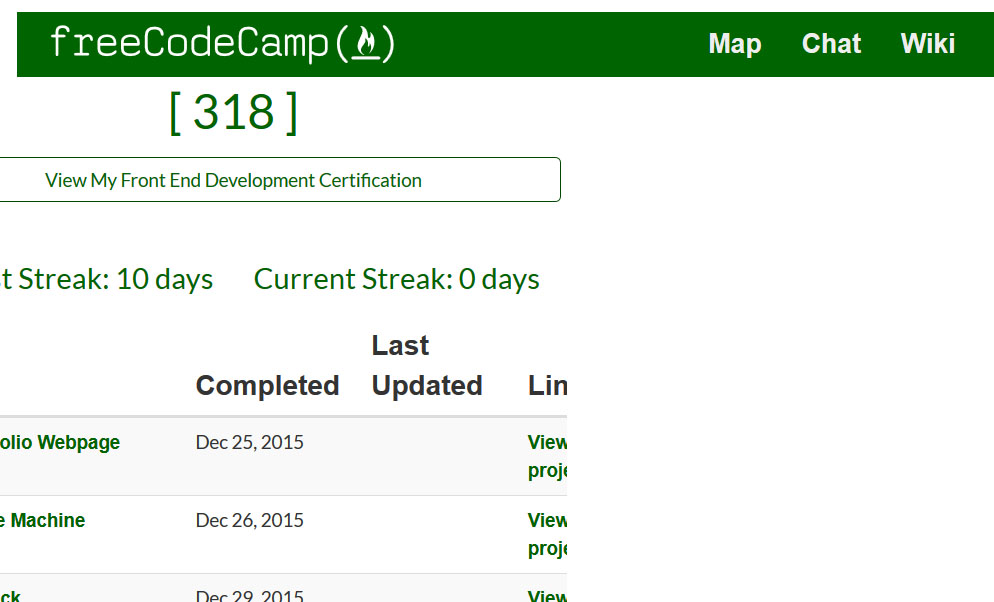 freeCodeCamp(🔥)
Map Chat Wiki
[ 318 ]
View My Front End Development Certification
t Streak: 10 days Current Streak: 0 days
Completed Last Updated Lin
olio Webpage Dec 25, 2015 View
proje
e Machine Dec 26, 2015 View
proje
ck Dec 29, 2015 View